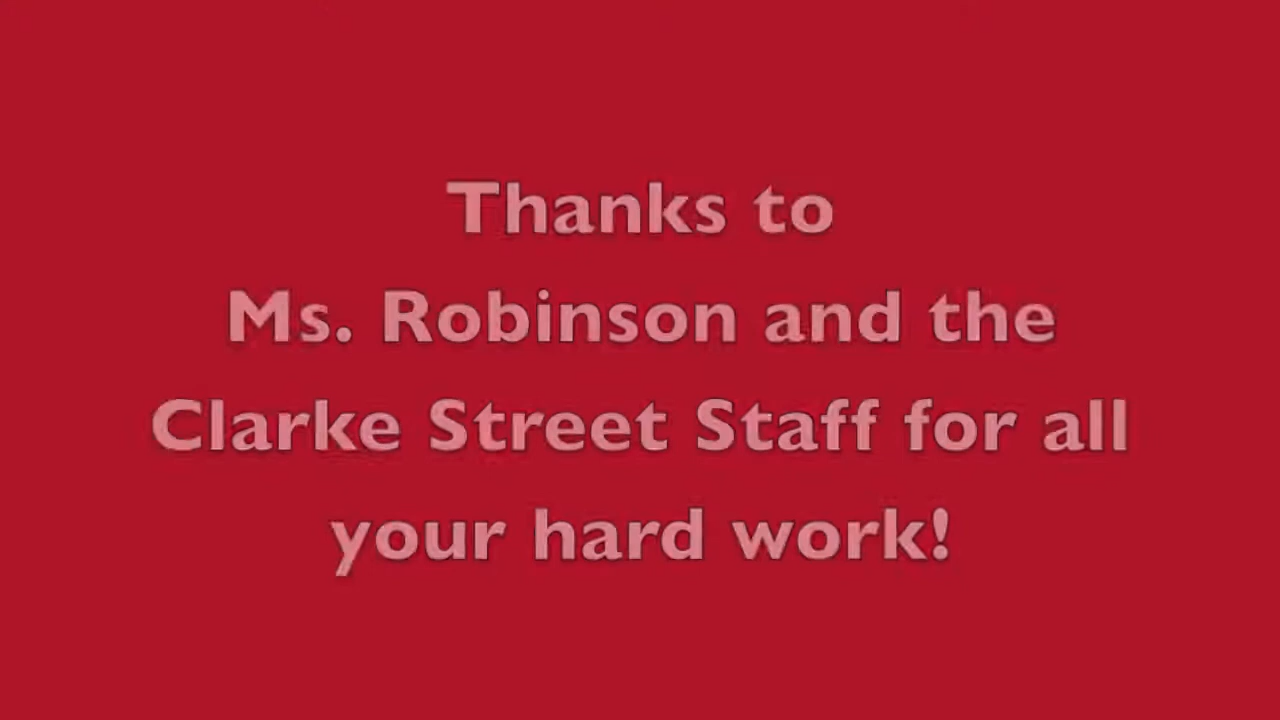 Thanks to
Ms. Robinson and the
Clarke Street Staff for all
your hard work!